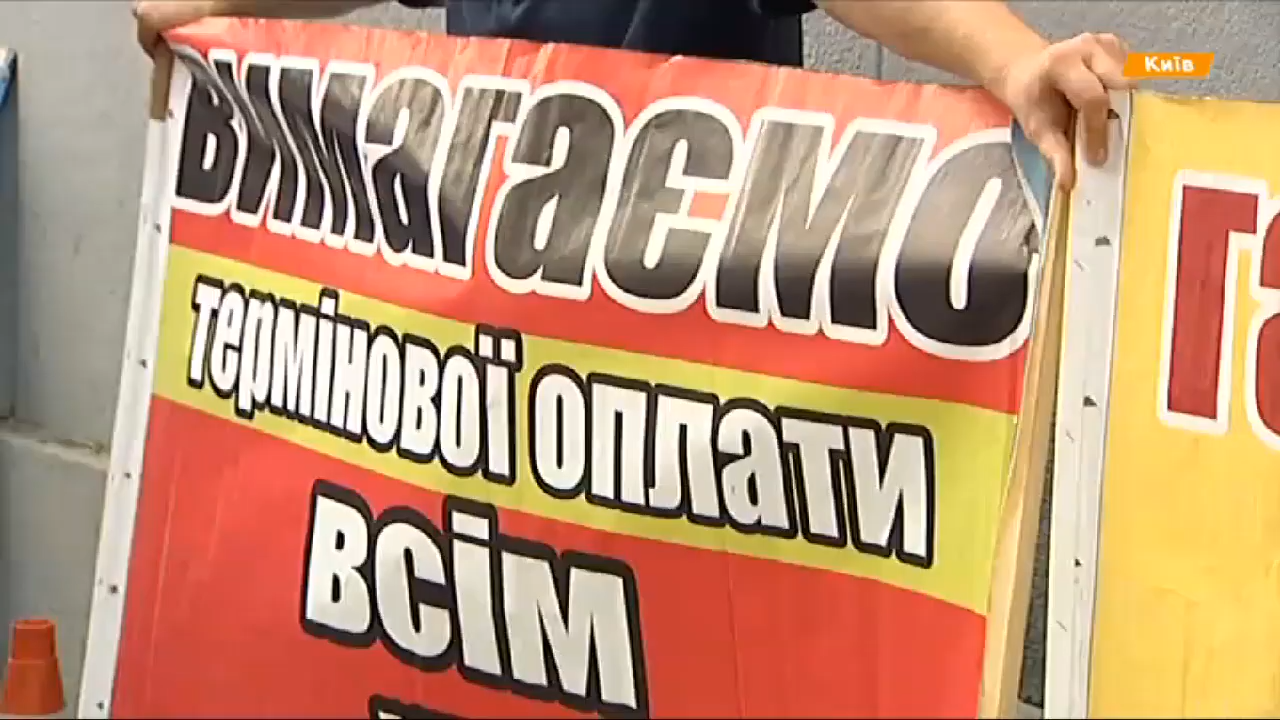 Київ
вимагаємо
термінової оплати
всім